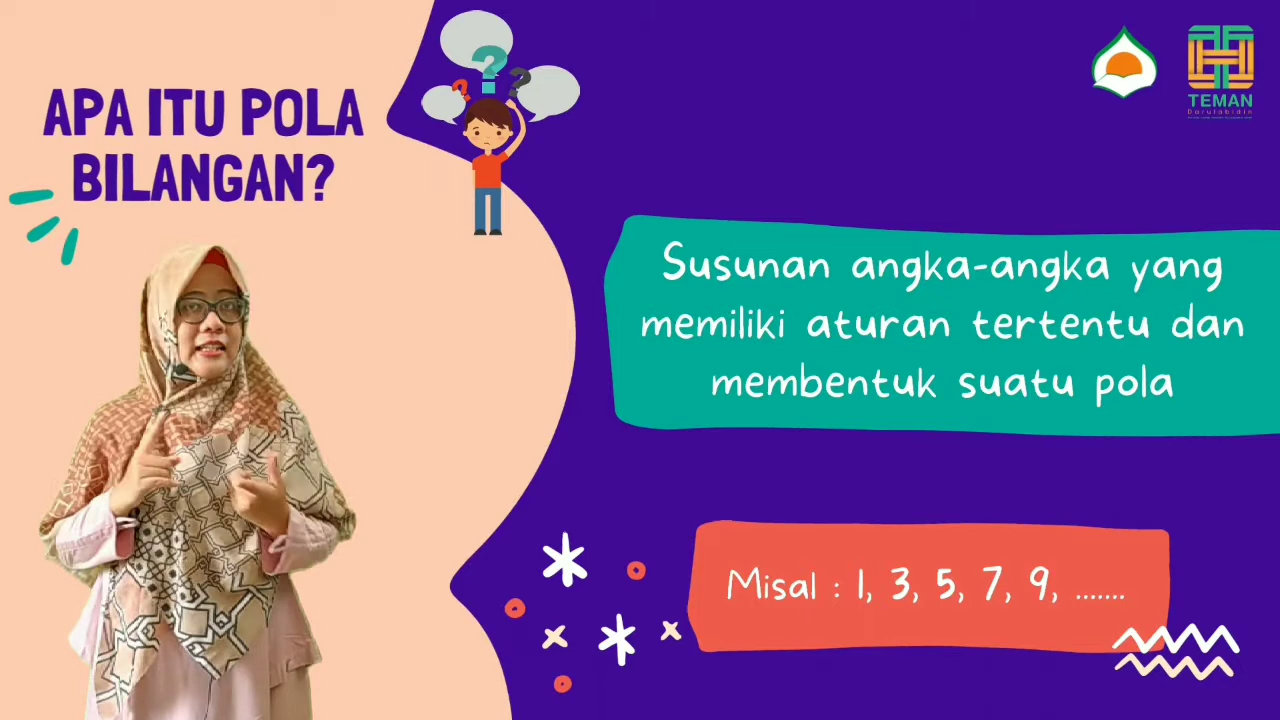 APA ITU POLA
BILANGAN?
?
?
?
TEMAN
Darulabidin
Susunan angka-angka yang
memiliki aturan tertentu dan
membentuk suatu pola
Misal : 1, 3, 5, 7, 9, .......